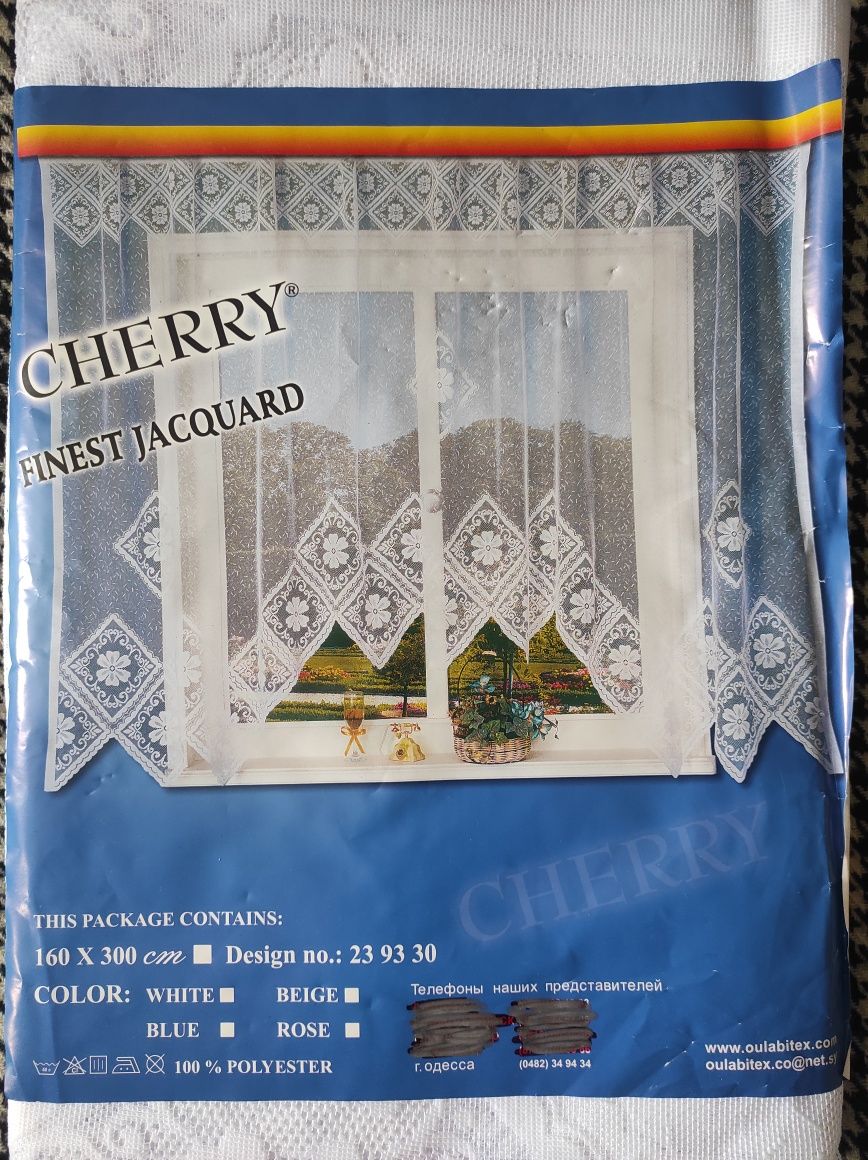 CHERRY®
FINEST JACQUARD
CHERRY
THIS PACKAGE CONTAINS:
160 X 300 cm Design no.: 23 93 30
COLOR: WHITE BEIGE
BLUE ROSE
100 % POLYESTER
Телефоны наших представителей
г.одесса (0482) 34 94 34
www.oulabitex.com
oulabitex.co@net.sy